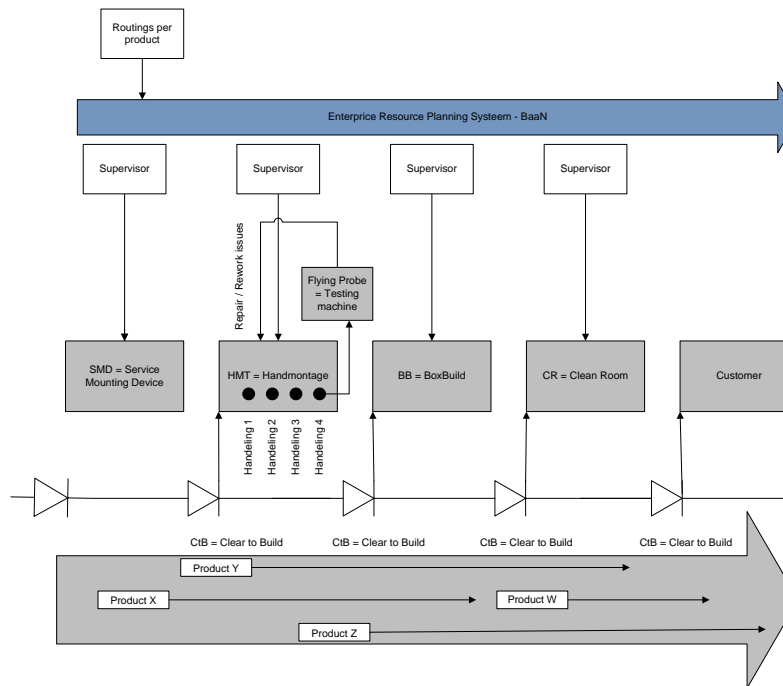 Routings per
product
Enterprice Resource Planning Systeem - BaaN
Supervisor
Supervisor
Supervisor
Supervisor
Repair / Rework issues
Flying Probe
= Testing
machine
SMD = Service
Mounting Device
HMT = Handmontage
BB = BoxBuild
CR = Clean Room
Customer
Handeling 1
Handeling 2
Handeling 3
Handeling 4
CtB = Clear to Build
CtB = Clear to Build
CtB = Clear to Build
CtB = Clear to Build
Product Y
Product X
Product W
Product Z